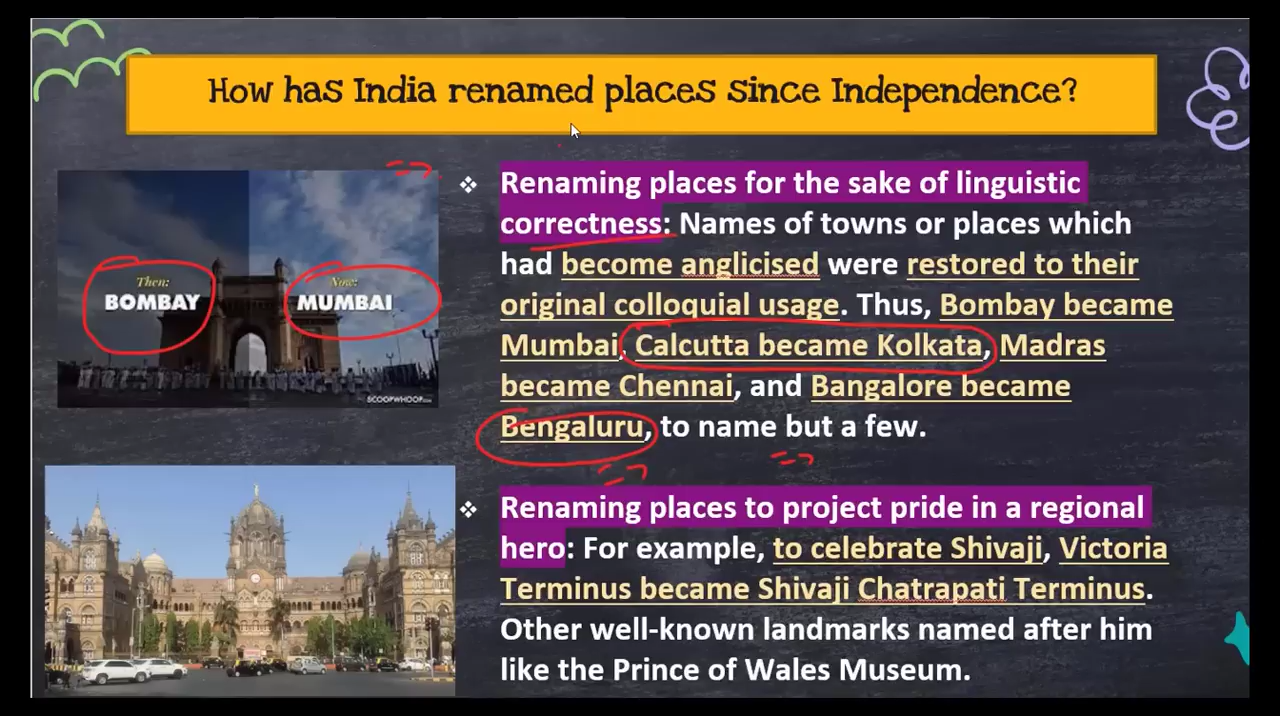 How has India renamed places since Independence?
Then:
BOMBAY
Now:
MUMBAI
SCOOPWHOOP.COM
❖ Renaming places for the sake of linguistic
correctness: Names of towns or places which
had become anglicised were restored to their
original colloquial usage. Thus, Bombay became
Mumbai, Calcutta became Kolkata, Madras
became Chennai, and Bangalore became
Bengaluru, to name but a few.
❖ Renaming places to project pride in a regional
hero: For example, to celebrate Shivaji, Victoria
Terminus became Shivaji Chatrapati Terminus.
Other well-known landmarks named after him
like the Prince of Wales Museum.